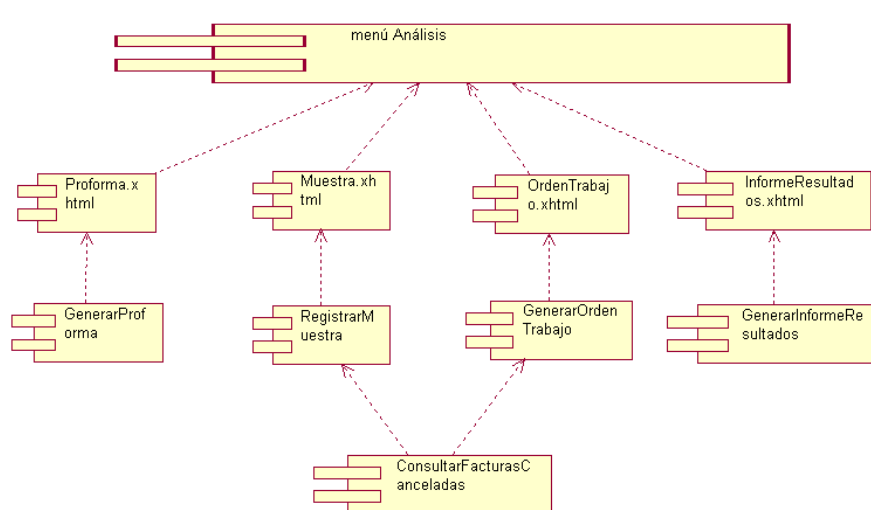 menú Análisis
Proforma.x
html
Muestra.xh
tml
OrdenTrabaj
o.xhtml
InformeResultad
os.xhtml
GenerarProf
orma
RegistrarM
uestra
GenerarOrden
Trabajo
GenerarInformeRe
sultados
ConsultarFacturasC
anceladas